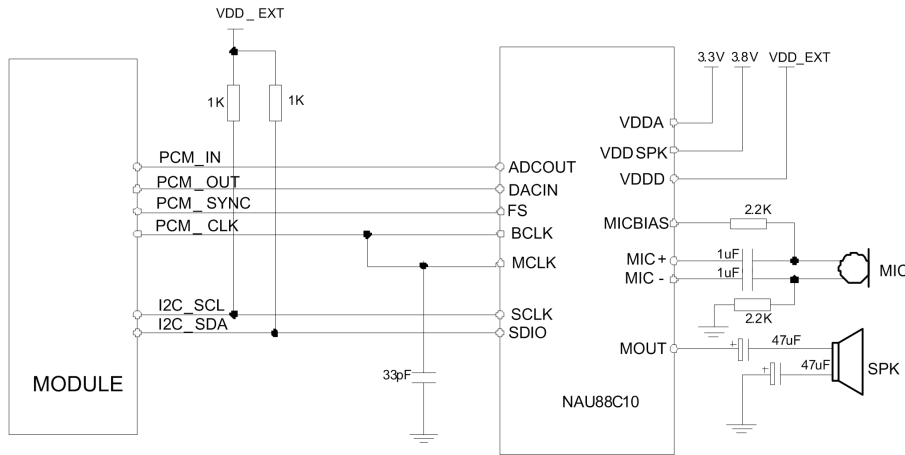 VDD_ EXT
3.3V 3.8V VDD_EXT
1K 1K
VDDA
VDD SPK
VDDD
PCM_IN ADCOUT
PCM_OUT DACIN
PCM_ SYNC FS
PCM_ CLK BCLK
MCLK
MICBIAS 2.2K
MIC + 1uF
MIC - 1uF
MIC
2.2K
I2C_SCL SCLK
I2C_SDA SDIO
MOUT + 47uF
+ 47uF SPK
33pF
MODULE
NAU88C10